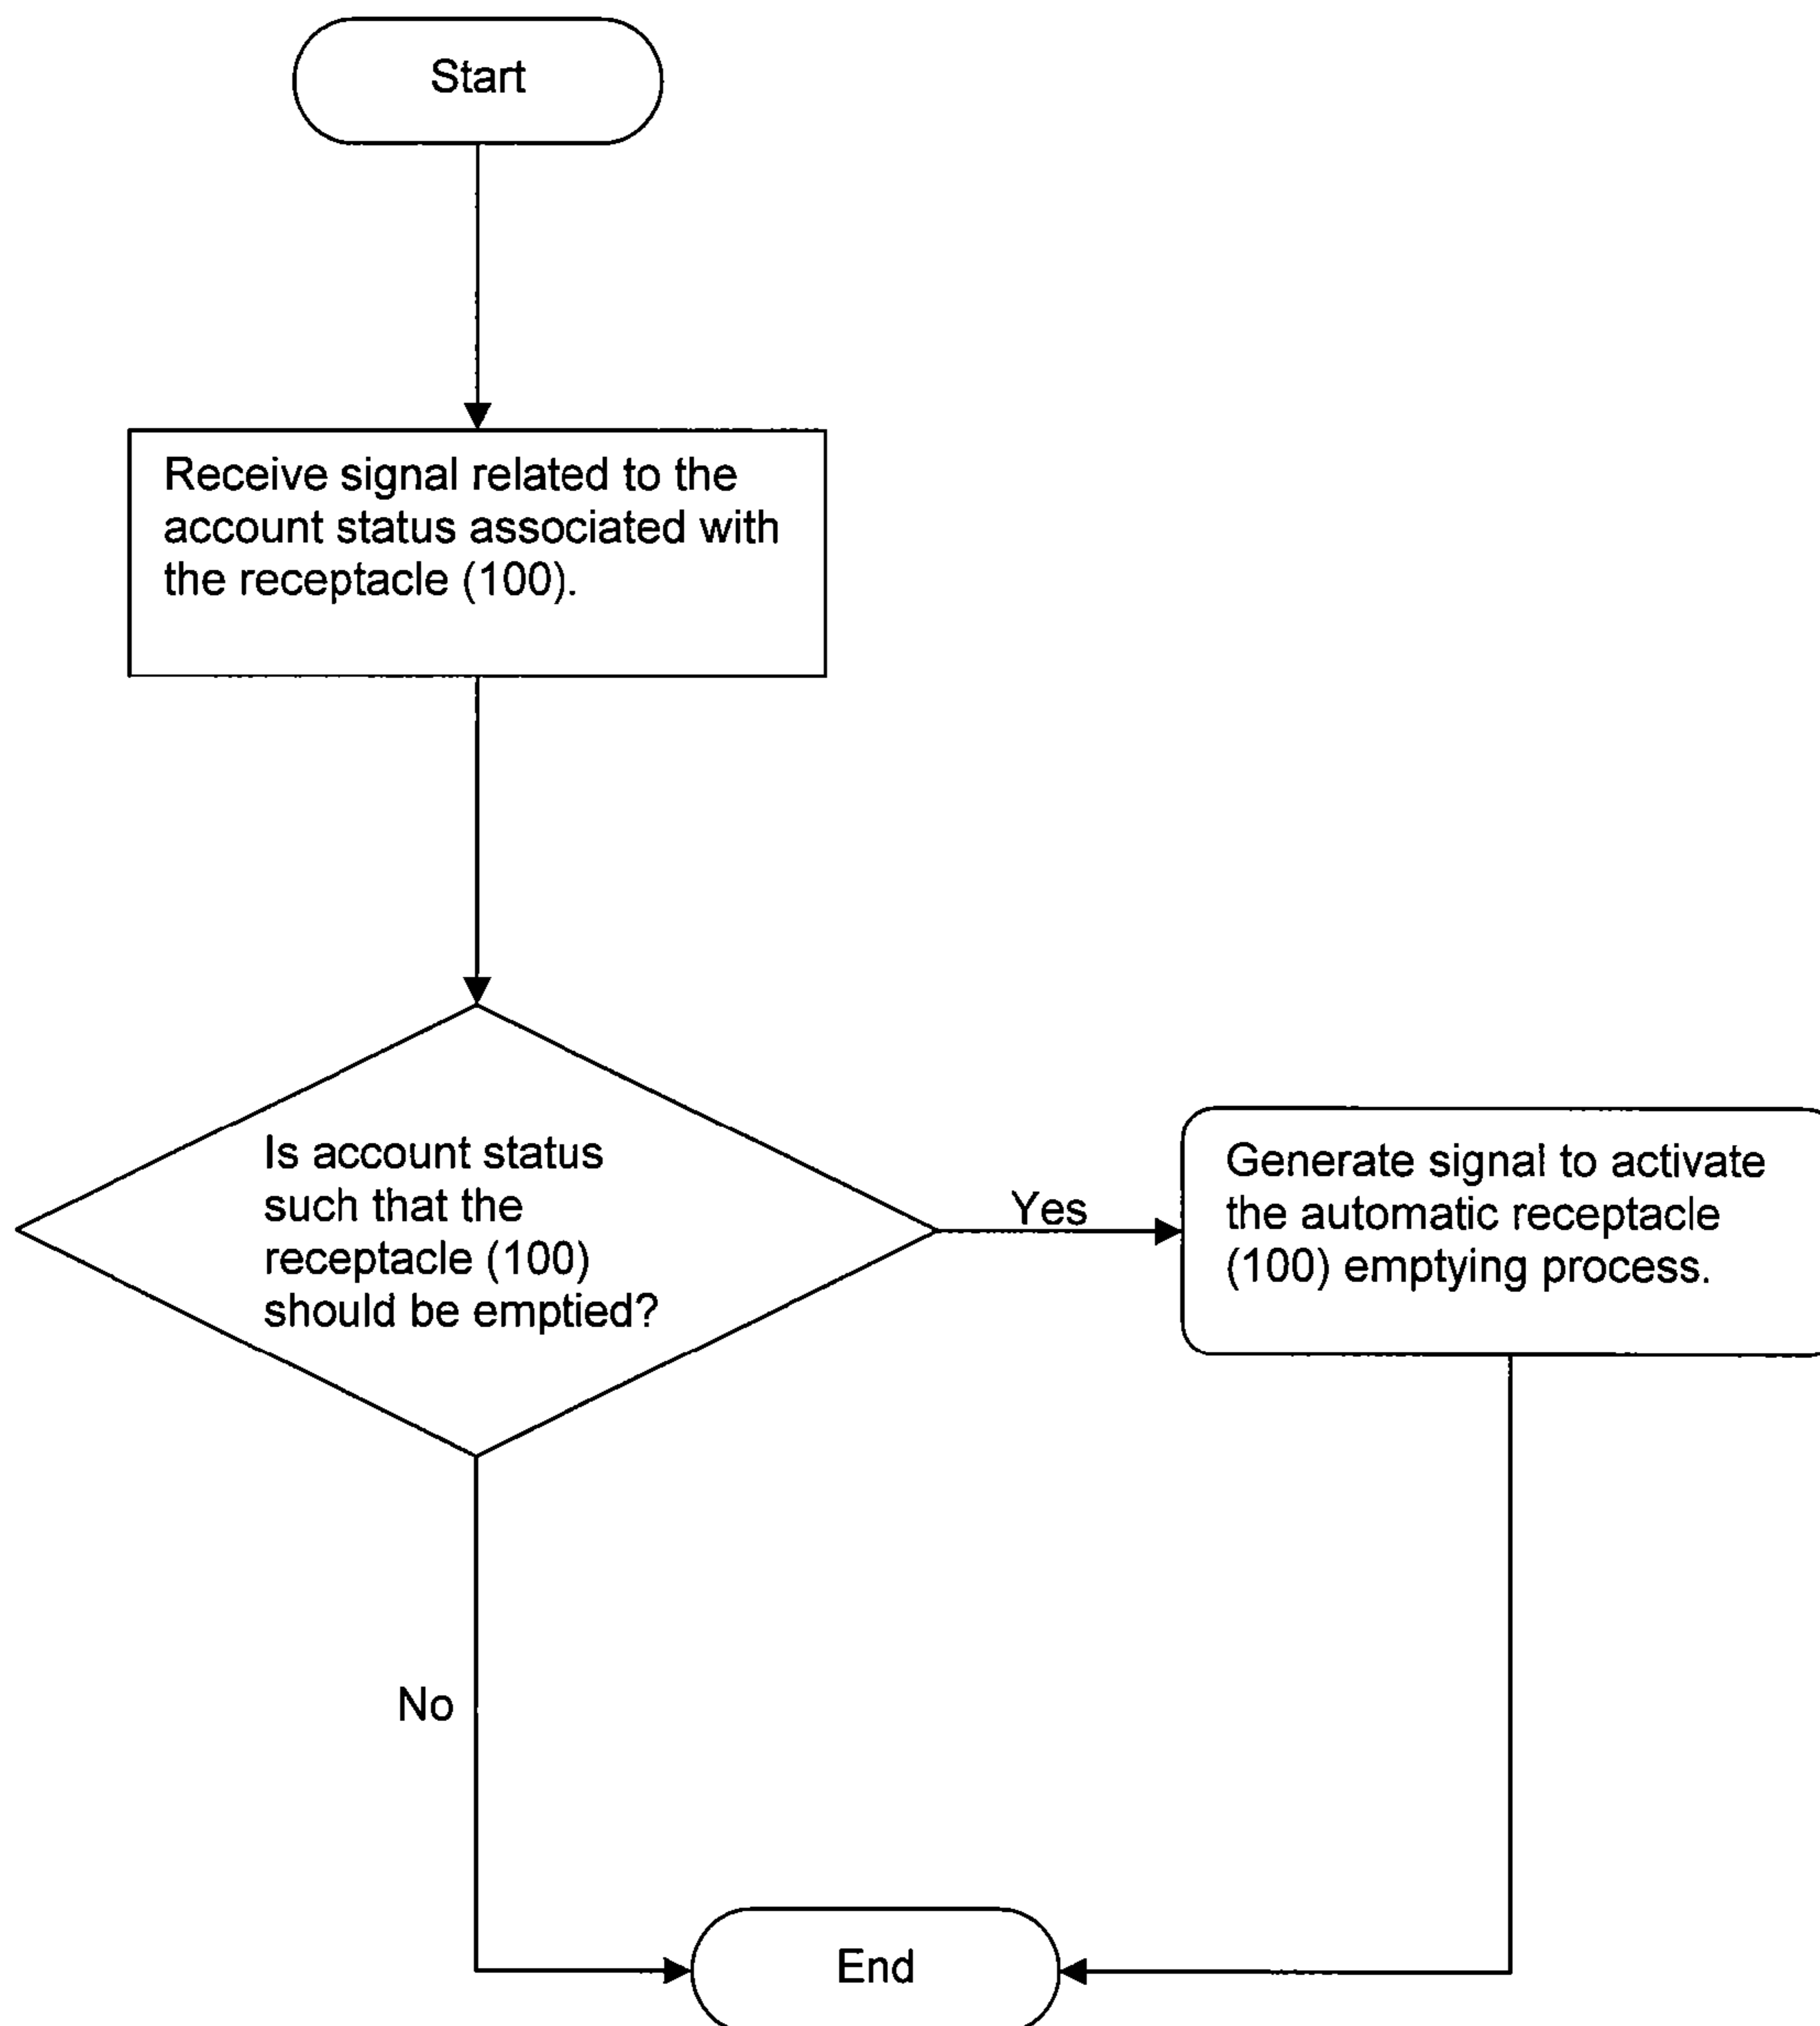 Start
Receive signal related to the
account status associated with
the receptacle (100).
Is account status
such that the
receptacle (100)
should be emptied?
Yes
Generate signal to activate
the automatic receptacle
(100) emptying process.
No
End